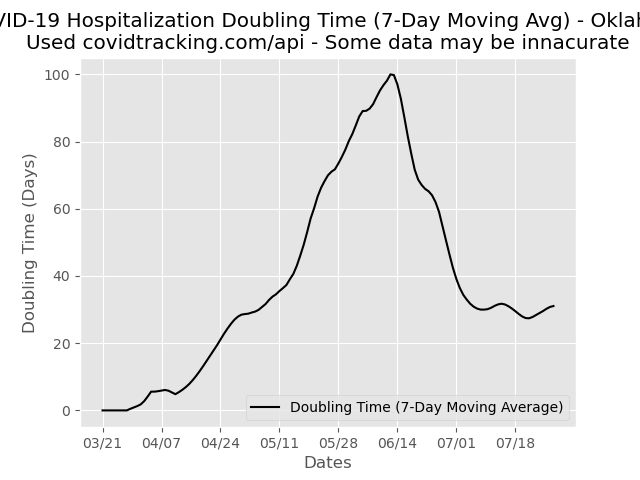 VID-19 Hospitalization Doubling Time (7-Day Moving Avg) - Oklah
Used covidtracking.com/api - Some data may be innacurate
Doubling Time (Days)
100
80
60
40
20
0
Doubling Time (7-Day Moving Average)
03/21 04/07 04/24 05/11 05/28 06/14 07/01 07/18
Dates